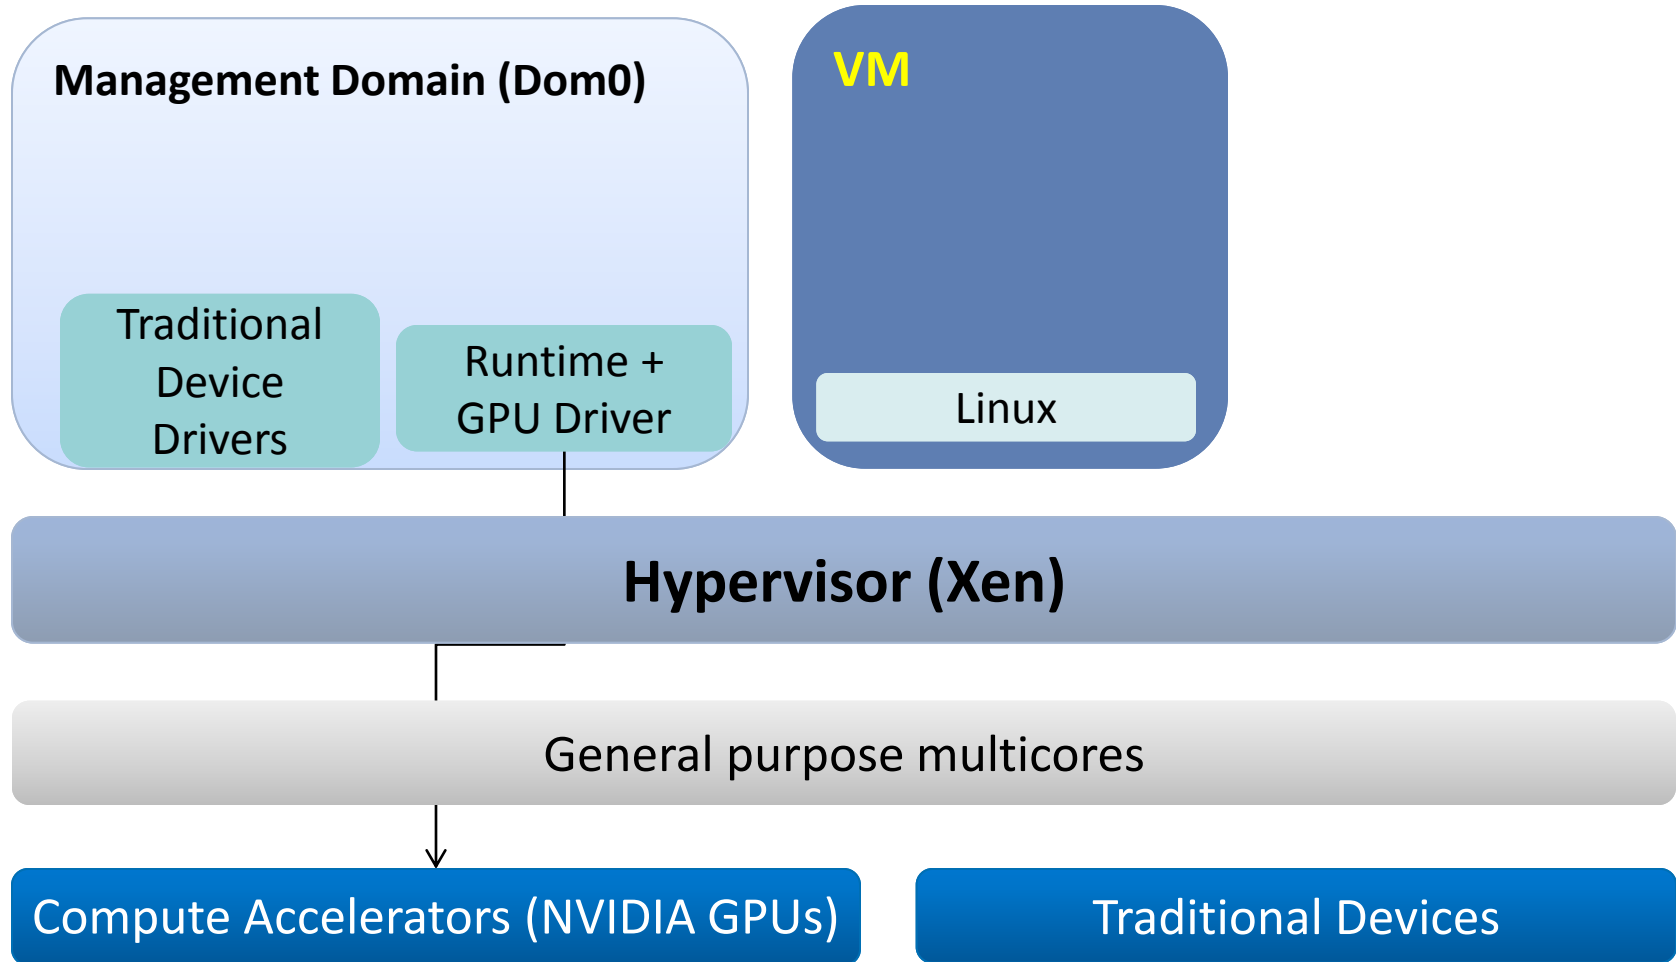 Management Domain (Dom0)
VM
Traditional
Device
Drivers
Runtime +
GPU Driver
Linux
Hypervisor (Xen)
General purpose multicores
Compute Accelerators (NVIDIA GPUs)
Traditional Devices